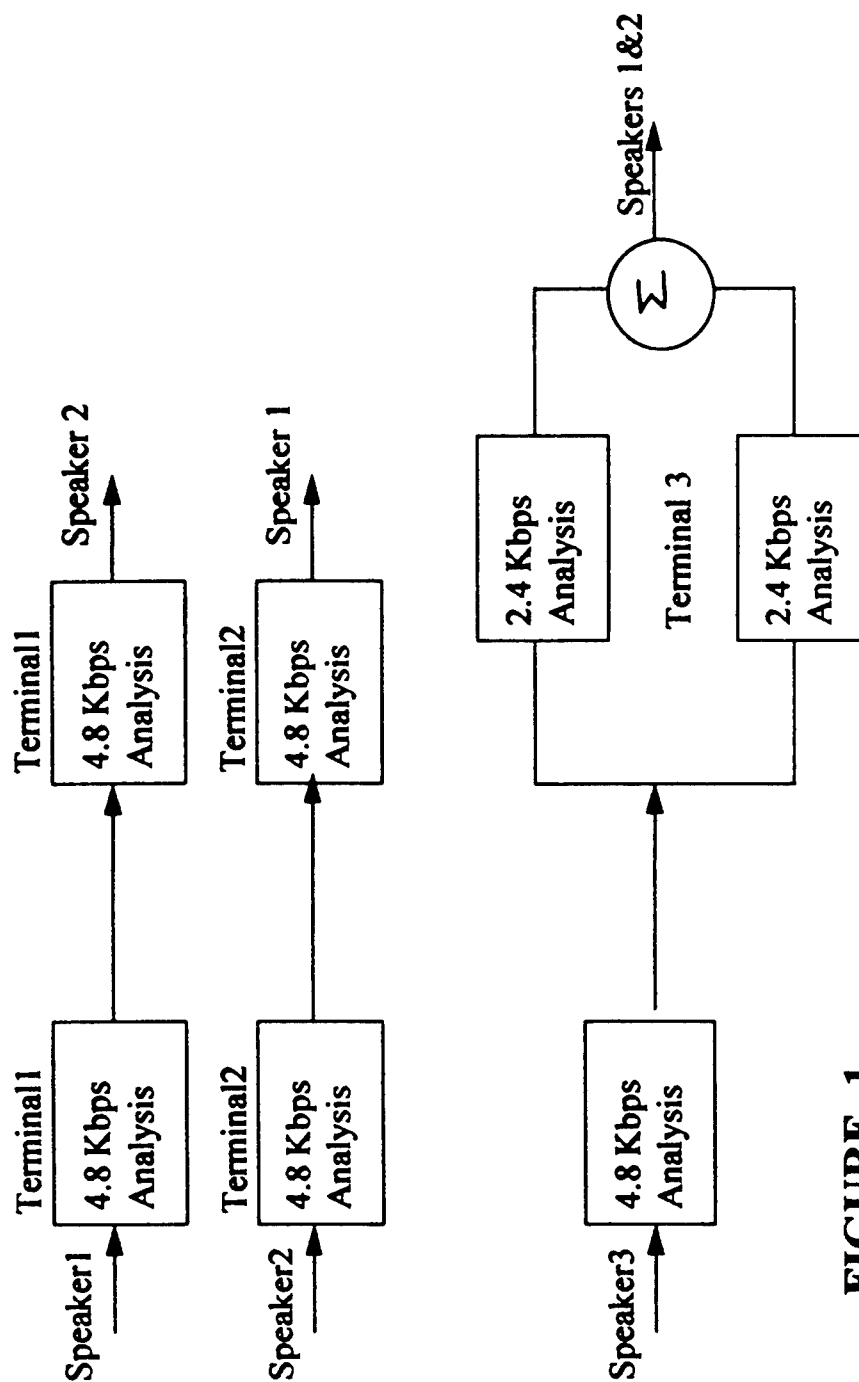 Terminal1
Speaker1
4.8 Kbps
Analysis
Terminal1
4.8 Kbps
Analysis
Speaker 2
Terminal2
Speaker2
4.8 Kbps
Analysis
Terminal2
4.8 Kbps
Analysis
Speaker 1
Speaker3
4.8 Kbps
Analysis
2.4 Kbps
Analysis
Terminal 3
2.4 Kbps
Analysis
Σ
Speakers 1&2
FIGURE 1